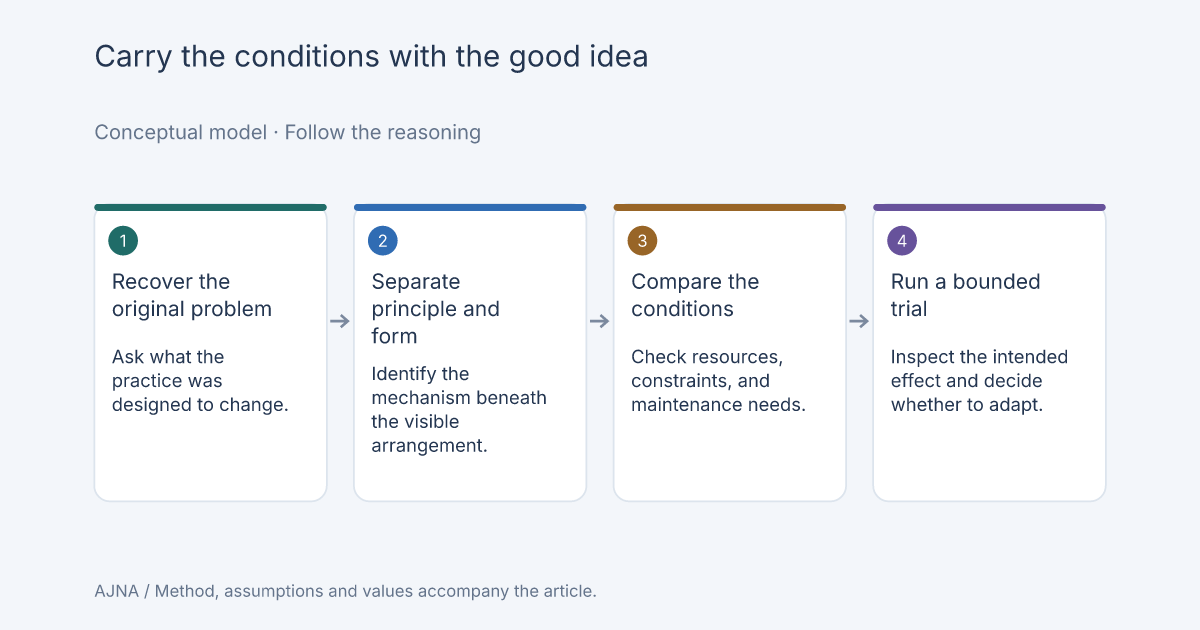 Carry the conditions with the good idea
Conceptual model · Follow the reasoning
1
Recover the
original problem
Ask what the
practice was
designed to change.
2
Separate
principle and
form
Identify the
mechanism beneath
the visible
arrangement.
3
Compare the
conditions
Check resources,
constraints, and
maintenance needs.
4
Run a bounded
trial
Inspect the intended
effect and decide
whether to adapt.
AJNA / Method, assumptions and values accompany the article.